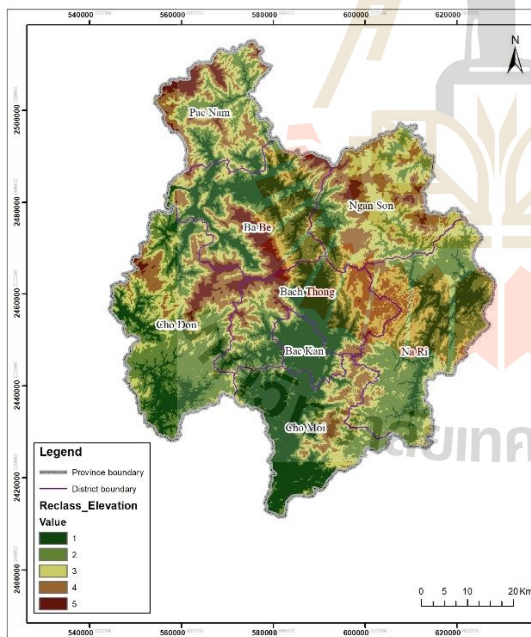 540000 560000 580000 600000 620000
N
2500000
2480000
2460000
2440000
2420000
2400000
Pac Nam
Ngan Son
Ba Be
Bach Thong
Cho Don
Bac Kan
Na Ri
Cho Moi
Legend
Province boundary
District boundary
Reclass_Elevation
Value
1
2
3
4
5
0 5 10 20 Km
540000 560000 580000 600000 620000